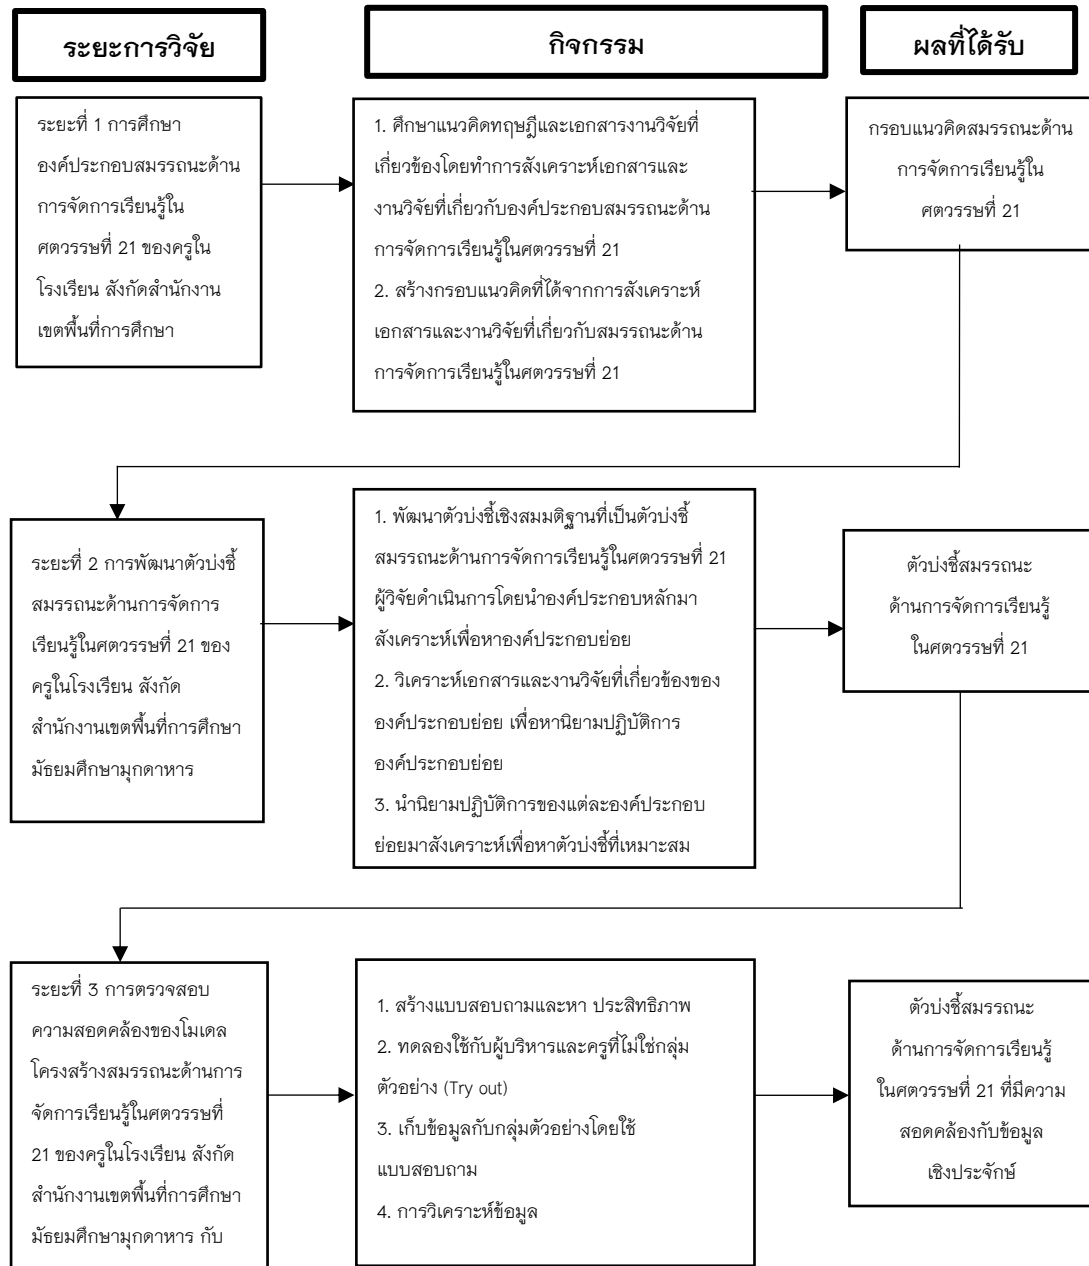 ระยะการวิจัย
กิจกรรม
ผลที่ได้รับ
ระยะที่ 1 การศึกษา
องค์ประกอบสมรรถนะด้าน
การจัดการเรียนรู้ใน
ศตวรรษที่ 21 ของครูใน
โรงเรียน สังกัดสำนักงาน
เขตพื้นที่การศึกษา
1. ศึกษาแนวคิดทฤษฎีและเอกสารงานวิจัยที่
เกี่ยวข้องโดยทำการสังเคราะห์เอกสารและ
งานวิจัยที่เกี่ยวกับองค์ประกอบสมรรถนะด้าน
การจัดการเรียนรู้ในศตวรรษที่ 21
2. สร้างกรอบแนวคิดที่ได้จากการสังเคราะห์
เอกสารและงานวิจัยที่เกี่ยวกับสมรรถนะด้าน
การจัดการเรียนรู้ในศตวรรษที่ 21
กรอบแนวคิดสมรรถนะด้าน
การจัดการเรียนรู้ใน
ศตวรรษที่ 21
ระยะที่ 2 การพัฒนาตัวบ่งชี้
สมรรถนะด้านการจัดการ
เรียนรู้ในศตวรรษที่ 21 ของ
ครูในโรงเรียน สังกัด
สำนักงานเขตพื้นที่การศึกษา
มัธยมศึกษามุกดาหาร
1. พัฒนาตัวบ่งชี้เชิงสมมติฐานที่เป็นตัวบ่งชี้
สมรรถนะด้านการจัดการเรียนรู้ในศตวรรษที่ 21
ผู้วิจัยดำเนินการโดยนำองค์ประกอบหลักมา
สังเคราะห์เพื่อหาองค์ประกอบย่อย
2. วิเคราะห์เอกสารและงานวิจัยที่เกี่ยวข้องของ
องค์ประกอบย่อย เพื่อหานิยามปฏิบัติการ
องค์ประกอบย่อย
3. นำนิยามปฏิบัติการของแต่ละองค์ประกอบ
ย่อยมาสังเคราะห์เพื่อหาตัวบ่งชี้ที่เหมาะสม
ตัวบ่งชี้สมรรถนะ
ด้านการจัดการเรียนรู้
ในศตวรรษที่ 21
ระยะที่ 3 การตรวจสอบ
ความสอดคล้องของโมเดล
โครงสร้างสมรรถนะด้านการ
จัดการเรียนรู้ในศตวรรษที่
21 ของครูในโรงเรียน สังกัด
สำนักงานเขตพื้นที่การศึกษา
มัธยมศึกษามุกดาหาร กับ
1. สร้างแบบสอบถามและหา ประสิทธิภาพ
2. ทดลองใช้กับผู้บริหารและครูที่ไม่ใช่กลุ่ม
ตัวอย่าง (Try out)
3. เก็บข้อมูลกับกลุ่มตัวอย่างโดยใช้
แบบสอบถาม
4. การวิเคราะห์ข้อมูล
ตัวบ่งชี้สมรรถนะ
ด้านการจัดการเรียนรู้
ในศตวรรษที่ 21 ที่มีความ
สอดคล้องกับข้อมูล
เชิงประจักษ์